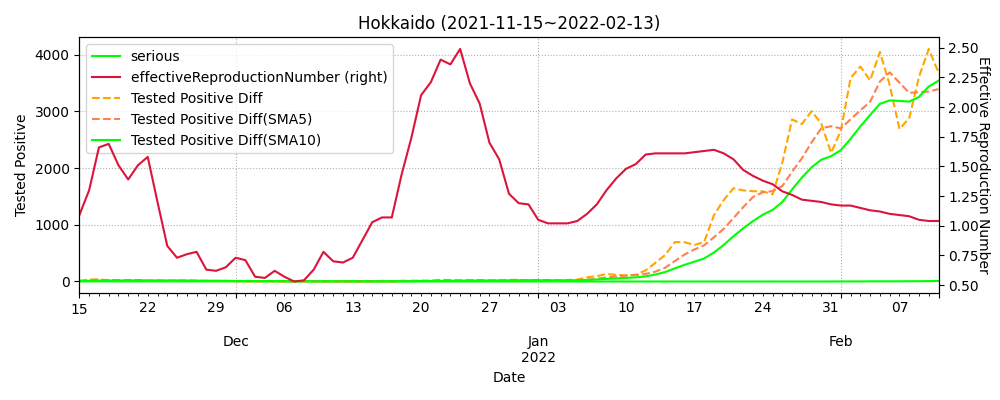 Hokkaido (2021-11-15~2022-02-13)
serious
effectiveReproductionNumber (right)
Tested Positive Diff
Tested Positive Diff(SMA5)
Tested Positive Diff(SMA10)
Tested Positive
4000
3000
2000
1000
0
2.50
2.25
2.00
1.75
1.50
1.25
1.00
0.75
0.50
Effective Reproduction Number
15 22 29 06 13 20 27 03 10 17 24 31 07
Dec Jan Feb
2022
Date